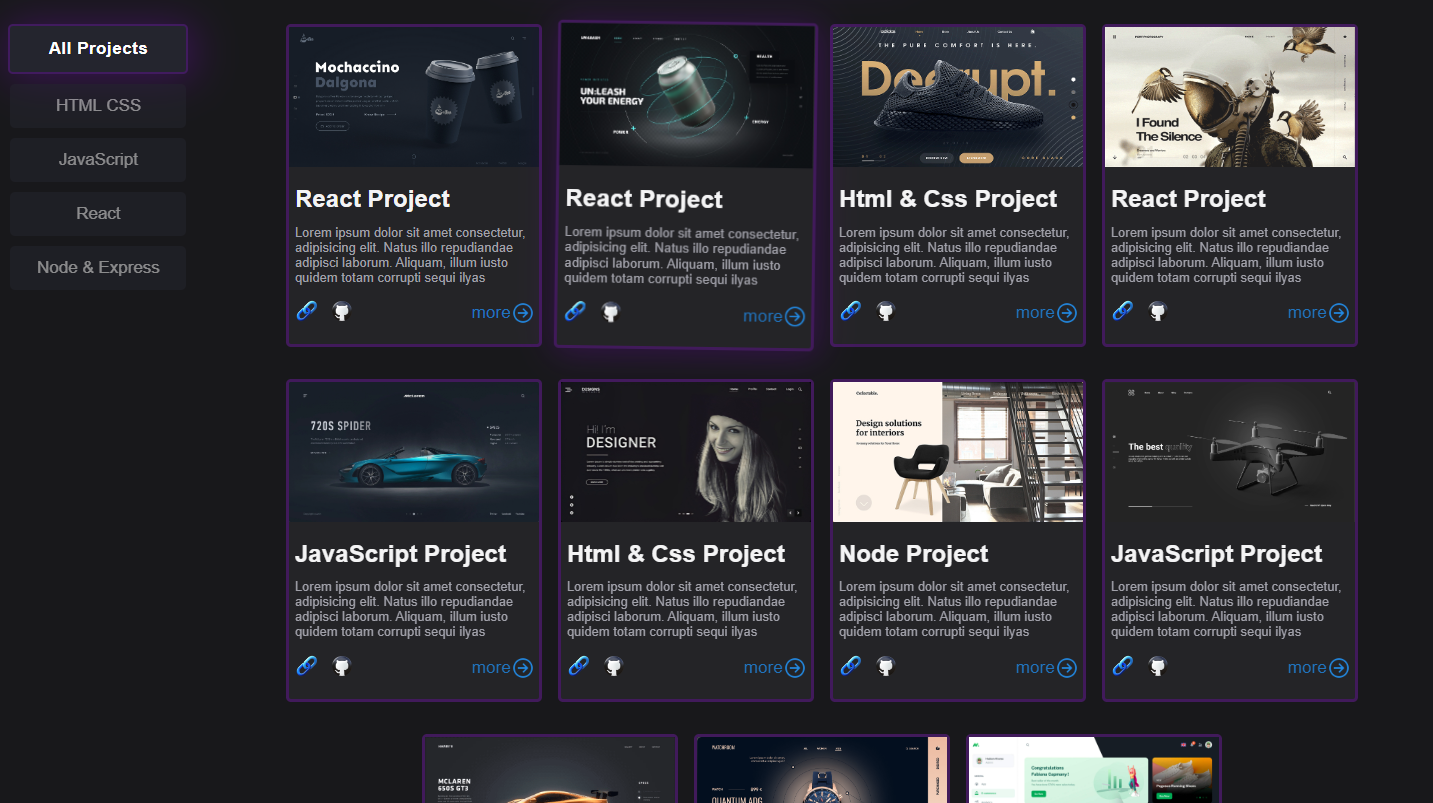 All Projects
HTML CSS
JavaScript
React
Node & Express
Mochaccino
Dalgona
React Project
Lorem ipsum dolor sit amet consectetur,
adipisicing elit. Natus illo repudiandae
adipisci laborum. Aliquam, illum iusto
quidem totam corrupti sequi ilyas
more
UN:LEASH
YOUR ENERGY
POWER
HEALTH
ENERGY
React Project
Lorem ipsum dolor sit amet consectetur,
adipisicing elit. Natus illo repudiandae
adipisci laborum. Aliquam, illum iusto
quidem totam corrupti sequi ilyas
more
THE PURE COMFORT IS HERE.
Html & Css Project
Lorem ipsum dolor sit amet consectetur,
adipisicing elit. Natus illo repudiandae
adipisci laborum. Aliquam, illum iusto
quidem totam corrupti sequi ilyas
more
I Found
The Silence
React Project
Lorem ipsum dolor sit amet consectetur,
adipisicing elit. Natus illo repudiandae
adipisci laborum. Aliquam, illum iusto
quidem totam corrupti sequi ilyas
more
720S SPIDER
JavaScript Project
Lorem ipsum dolor sit amet consectetur,
adipisicing elit. Natus illo repudiandae
adipisci laborum. Aliquam, illum iusto
quidem totam corrupti sequi ilyas
more
Hi! I'm
DESIGNER
Html & Css Project
Lorem ipsum dolor sit amet consectetur,
adipisicing elit. Natus illo repudiandae
adipisci laborum. Aliquam, illum iusto
quidem totam corrupti sequi ilyas
more
Design solutions
for interiors
Node Project
Lorem ipsum dolor sit amet consectetur,
adipisicing elit. Natus illo repudiandae
adipisci laborum. Aliquam, illum iusto
quidem totam corrupti sequi ilyas
more
The best quality
JavaScript Project
Lorem ipsum dolor sit amet consectetur,
adipisicing elit. Natus illo repudiandae
adipisci laborum. Aliquam, illum iusto
quidem totam corrupti sequi ilyas
more
MCLAREN
650S GT3
WATCHROOM
QUANTUM ADG
Congratulations